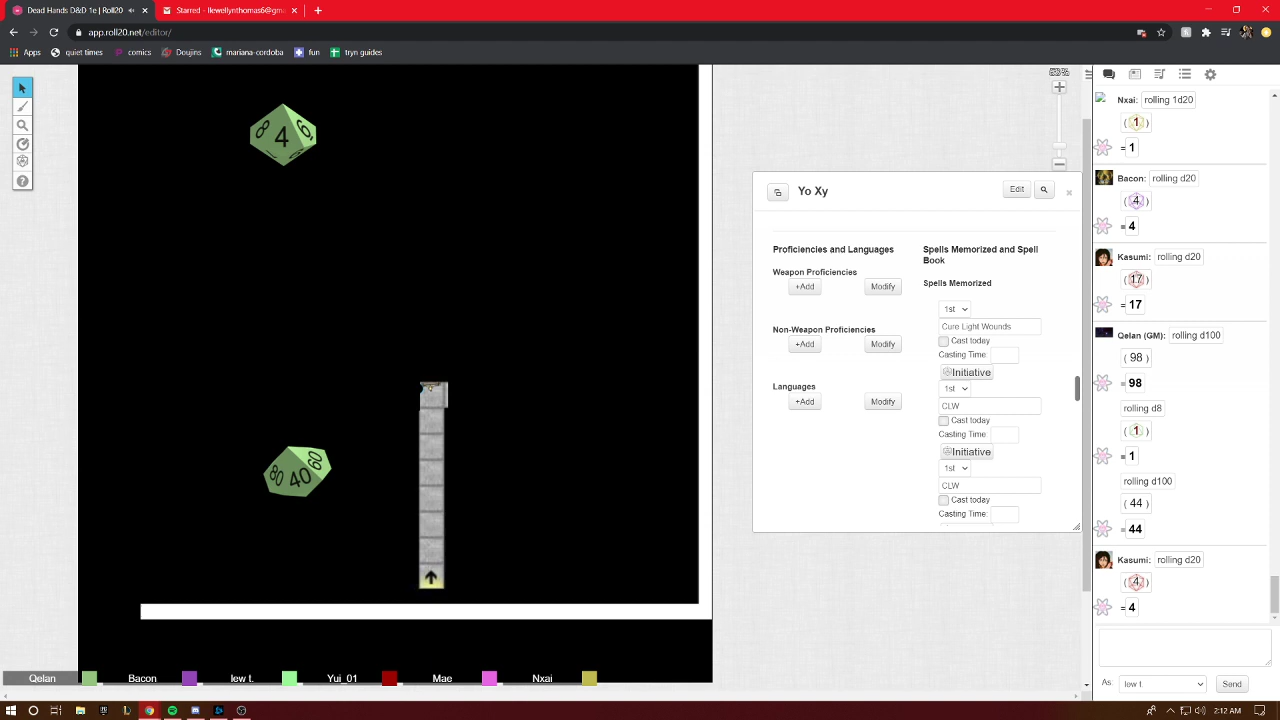 Dead Hands D&D 1e | Roll20
Starred - llewellynthomas6@gm
app.roll20.net/editor/
Apps
quiet times
comics
Doujins
mariana-cordoba
fun
tryn guides
8 4 6
80 40 60
Yo Xy
Edit
Proficiencies and Languages
Weapon Proficiencies
+Add
Modify
Non-Weapon Proficiencies
+Add
Modify
Languages
+Add
Modify
Spells Memorized and Spell
Book
Spells Memorized
1st
Cure Light Wounds
Cast today
Casting Time:
Initiative
1st
CLW
Cast today
Casting Time:
Initiative
1st
CLW
Cast today
Casting Time:
Nxai: rolling 1d20
(1)
=1
Bacon: rolling d20
(4)
=4
Kasumi: rolling d20
(17)
=17
Qelan (GM): rolling d100
(98)
=98
rolling d8
(1)
=1
rolling d100
(44)
=44
Kasumi: rolling d20
(4)
=4
As:
lew t.
Send
Qelan
Bacon
lew t.
Yui_01
Mae
Nxai
2:12 AM